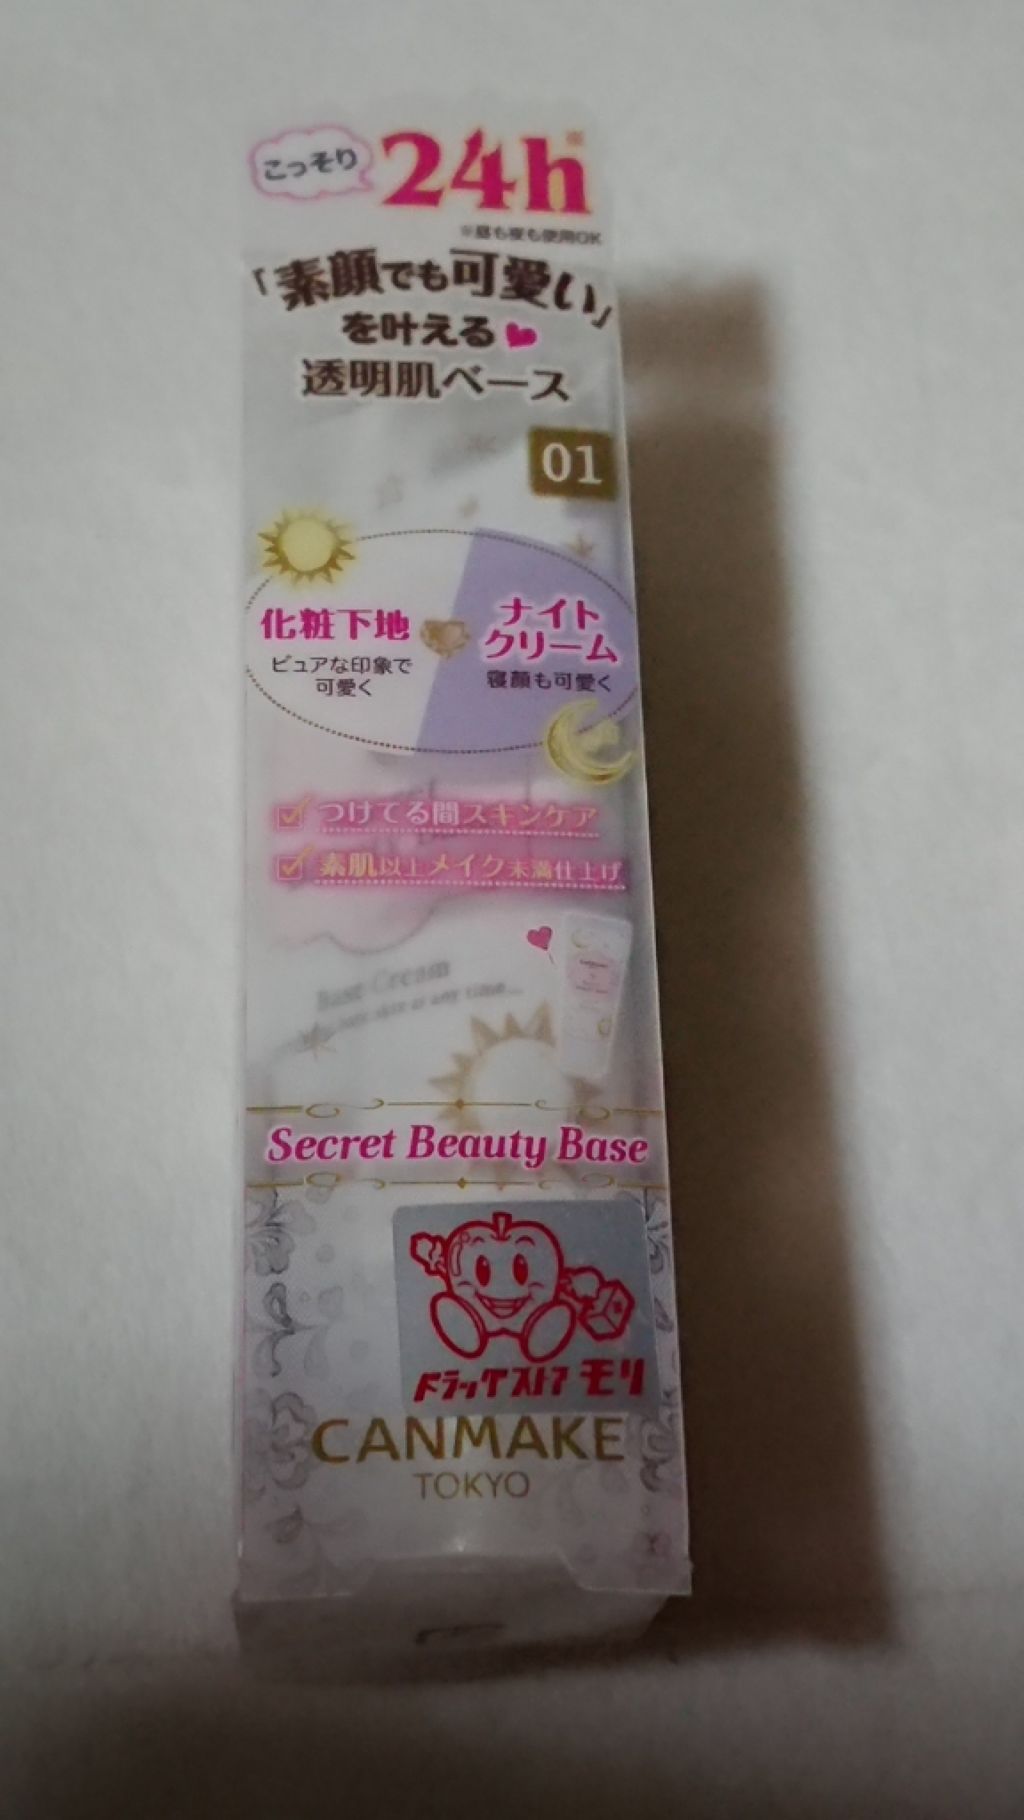 こっそり
24h※
※昼も夜も使用OK
「素顔でも可愛い」
を叶える
透明肌ベース
01
化粧下地
ピュアな印象で
可愛く
ナイト
クリーム
寝顔も可愛く
つけてる間スキンケア
素肌以上メイク未満仕上げ
Base Cream
skin at any time...
Secret Beauty Base
ドラッグストア モリ
CANMAKE
TOKYO